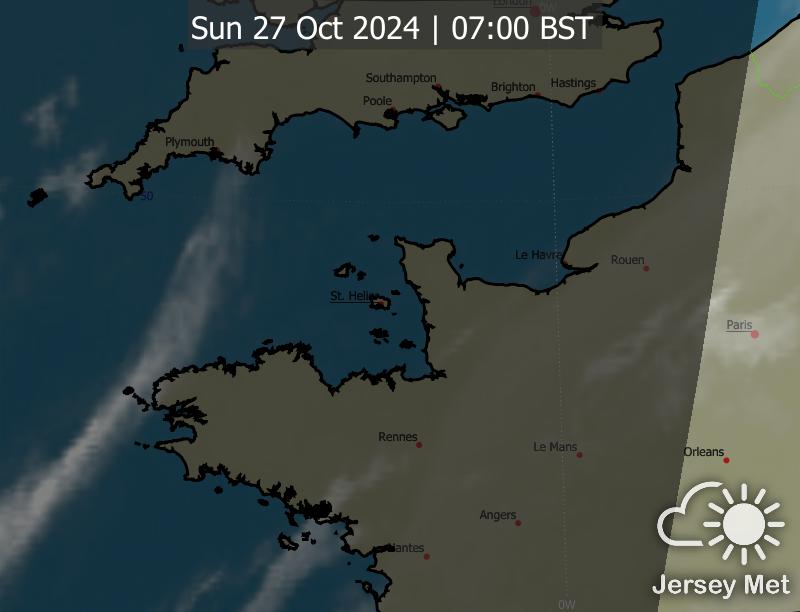 London
0W
Sun 27 Oct 2024 | 07:00 BST
Southampton
Brighton
Hastings
Poole
Plymouth
50
Le Havre
Rouen
St. Helier
Paris
Rennes
Le Mans
Orleans
Angers
Nantes
Jersey Met
0W